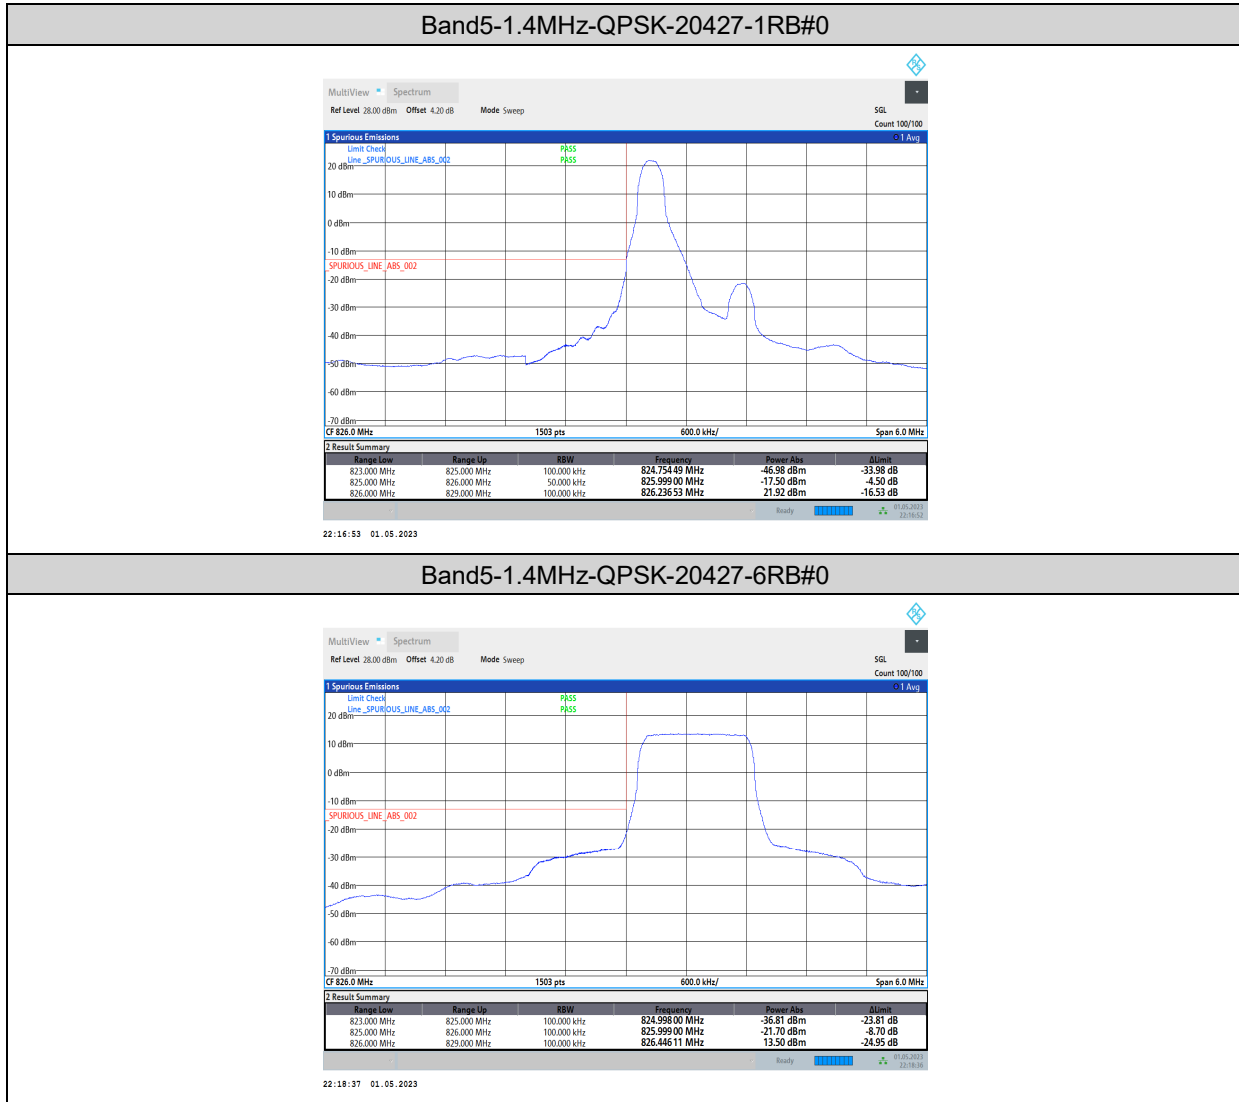 Band5-1.4MHz-QPSK-20427-1RB#0
MultiView Spectrum
Ref Level 28.00 dBm Offset 4.20 dB Mode Sweep SGL
Count 100/100
1 Spurious Emissions 1 Avg
Limit Check PASS
Line _SPURIOUS_LINE_ABS_002 PASS
20 dBm
10 dBm
0 dBm
-10 dBm
_SPURIOUS_LINE_ABS_002
-20 dBm
-30 dBm
-40 dBm
-50 dBm
-60 dBm
-70 dBm
CF 826.0 MHz 1503 pts 600.0 kHz/ Span 6.0 MHz
2 Result Summary
Range Low Range Up RBW Frequency Power Abs ΔLimit
823.000 MHz 825.000 MHz 100.000 kHz 824.75449 MHz -46.98 dBm -33.98 dB
825.000 MHz 826.000 MHz 50.000 kHz 825.99900 MHz -17.50 dBm -4.50 dB
826.000 MHz 829.000 MHz 100.000 kHz 826.23653 MHz 21.92 dBm -16.53 dB
Ready 01.05.2023
22:16:52
22:16:53 01.05.2023
Band5-1.4MHz-QPSK-20427-6RB#0
MultiView Spectrum
Ref Level 28.00 dBm Offset 4.20 dB Mode Sweep SGL
Count 100/100
1 Spurious Emissions 1 Avg
Limit Check PASS
Line _SPURIOUS_LINE_ABS_002 PASS
20 dBm
10 dBm
0 dBm
-10 dBm
_SPURIOUS_LINE_ABS_002
-20 dBm
-30 dBm
-40 dBm
-50 dBm
-60 dBm
-70 dBm
CF 826.0 MHz 1503 pts 600.0 kHz/ Span 6.0 MHz
2 Result Summary
Range Low Range Up RBW Frequency Power Abs ΔLimit
823.000 MHz 825.000 MHz 100.000 kHz 824.99800 MHz -36.81 dBm -23.81 dB
825.000 MHz 826.000 MHz 100.000 kHz 825.99900 MHz -21.70 dBm -8.70 dB
826.000 MHz 829.000 MHz 100.000 kHz 826.44611 MHz 13.50 dBm -24.95 dB
Ready 01.05.2023
22:18:36
22:18:37 01.05.2023